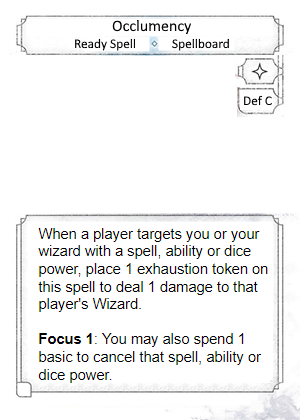 Occlumency
Ready Spell Spellboard
Def C
When a player targets you or your
wizard with a spell, ability or dice
power, place 1 exhaustion token on
this spell to deal 1 damage to that
player's Wizard.
Focus 1: You may also spend 1
basic to cancel that spell, ability or
dice power.